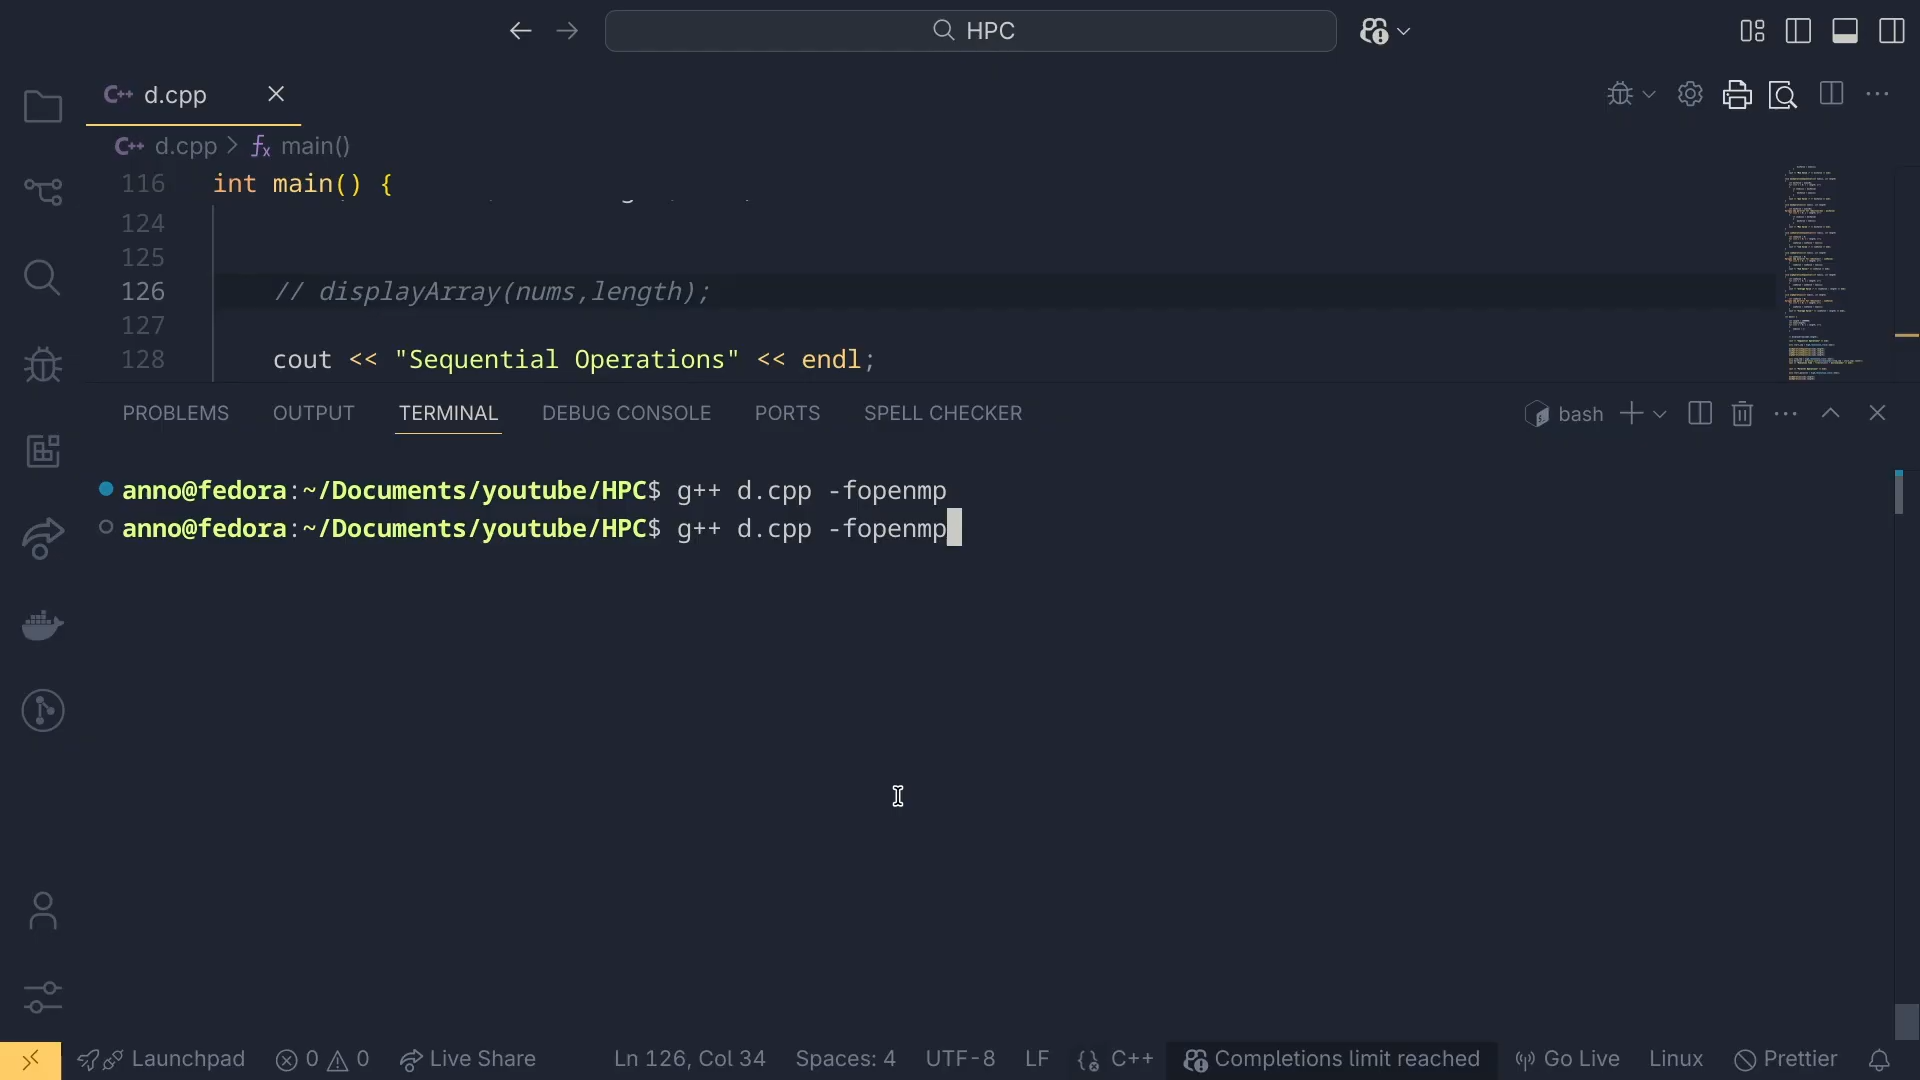 HPC
C++ d.cpp
C++ d.cpp > fx main()
116 int main() {
124
125
126 // displayArray(nums,length);
127
128 cout << "Sequential Operations" << endl;
PROBLEMS OUTPUT TERMINAL DEBUG CONSOLE PORTS SPELL CHECKER bash
anno@fedora:~/Documents/youtube/HPC$ g++ d.cpp -fopenmp
anno@fedora:~/Documents/youtube/HPC$ g++ d.cpp -fopenmp
Launchpad 0 0 Live Share Ln 126, Col 34 Spaces: 4 UTF-8 LF {} C++ Completions limit reached Go Live Linux Prettier